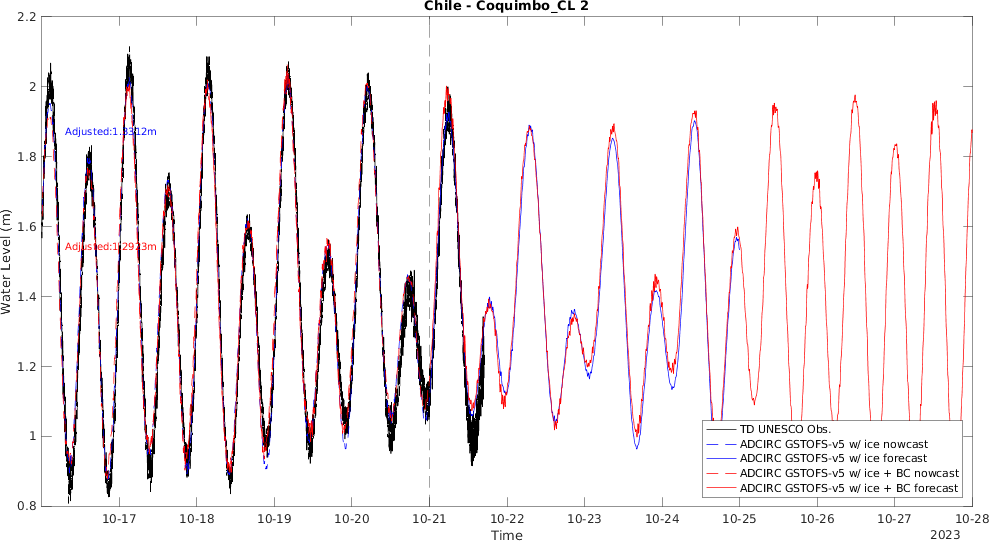 Chile - Coquimbo_CL 2
2.2
2
1.8
1.6
1.4
1.2
1
0.8
Water Level (m)
Adjusted:1.3312m
Adjusted:1.2923m
TD UNESCO Obs.
ADCIRC GSTOFS-v5 w/ ice nowcast
ADCIRC GSTOFS-v5 w/ ice forecast
ADCIRC GSTOFS-v5 w/ ice + BC nowcast
ADCIRC GSTOFS-v5 w/ ice + BC forecast
10-17 10-18 10-19 10-20 10-21 10-22 10-23 10-24 10-25 10-26 10-27 10-28
Time
2023